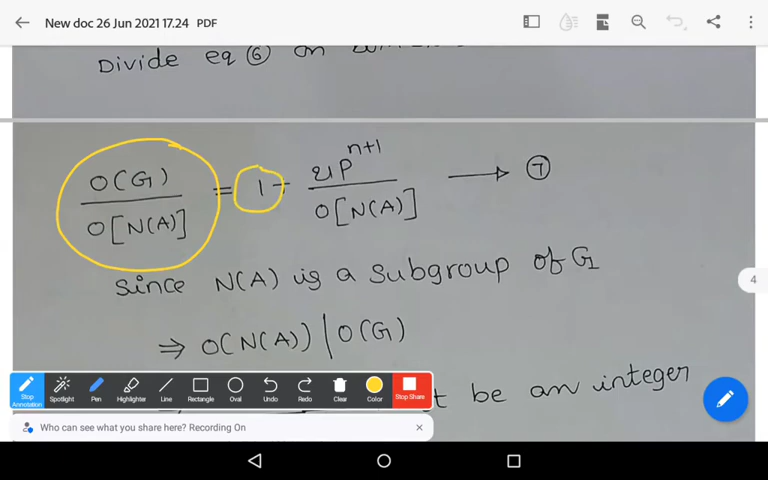 New doc 26 Jun 2021 17.24 PDF
Divide eq ⑥ on
O(G) / O[N(A)] = 1 + up^{n+1} / O[N(A)] ⟶ ⑦
Since N(A) is a subgroup of G
⇒ O(N(A)) | O(G)
be an integer
4
Stop Annotation Spotlight Pen Highlighter Line Rectangle Oval Undo Redo Clear Color Stop Share
Who can see what you share here? Recording On